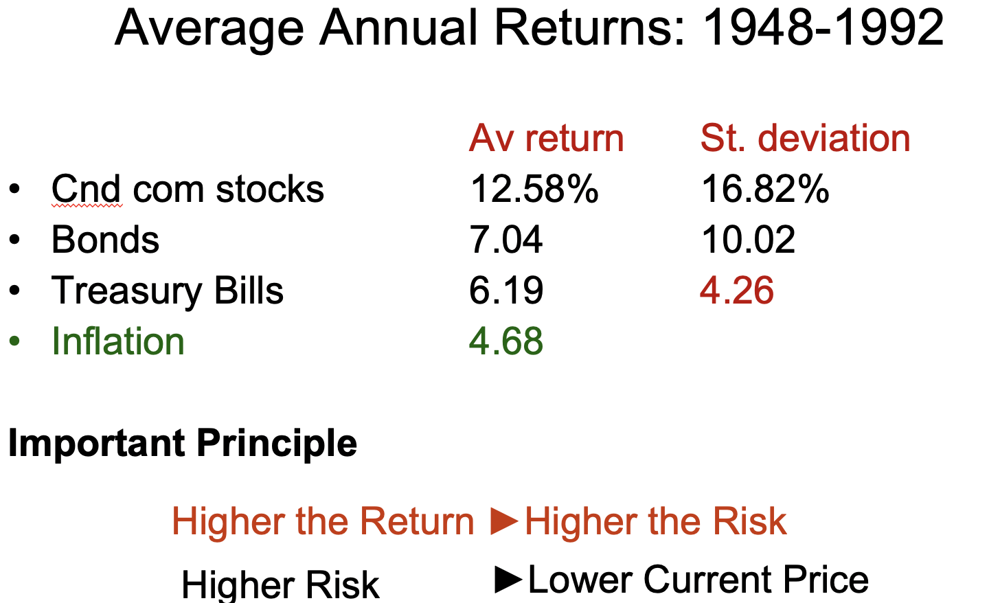 Average Annual Returns: 1948-1992
Av return St. deviation
• Cnd com stocks 12.58% 16.82%
• Bonds 7.04 10.02
• Treasury Bills 6.19 4.26
• Inflation 4.68
Important Principle
Higher the Return ►Higher the Risk
Higher Risk ►Lower Current Price